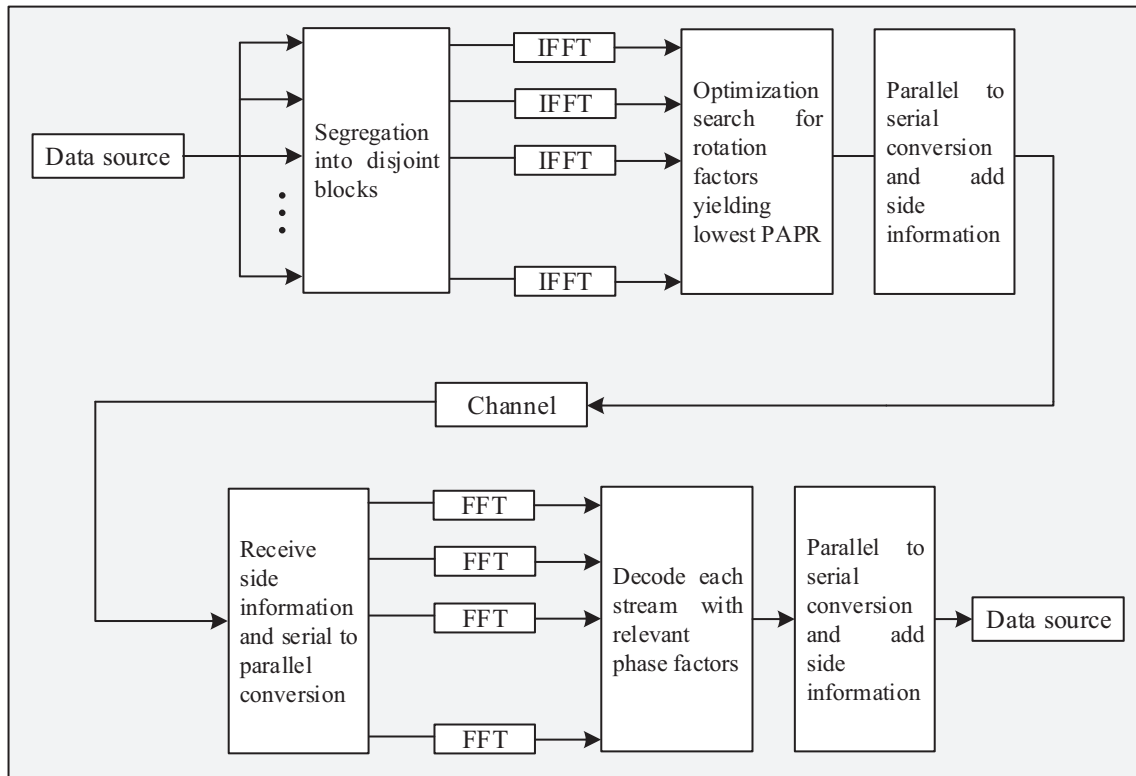 Data source
Segregation
into disjoint
blocks
IFFT
IFFT
IFFT
IFFT
Optimization
search for
rotation
factors
yielding
lowest PAPR
Parallel to
serial
conversion
and add
side
information
Channel
Receive
side
information
and serial to
parallel
conversion
FFT
FFT
FFT
FFT
Decode each
stream with
relevant
phase factors
Parallel to
serial
conversion
and add
side
information
Data source